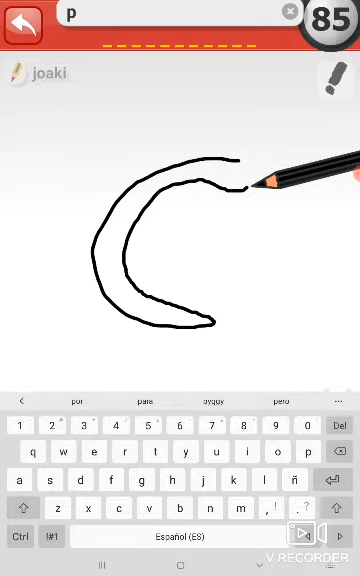 p
85
joaki
por para pyggy pero ...
1 2 3 4 5 6 7 8 9 0 Del
q w e r t y u i o p
a s d f g h j k l ñ
z x c v b n m , ! . ?
Ctrl !#1 Español (ES)
V RECORDER